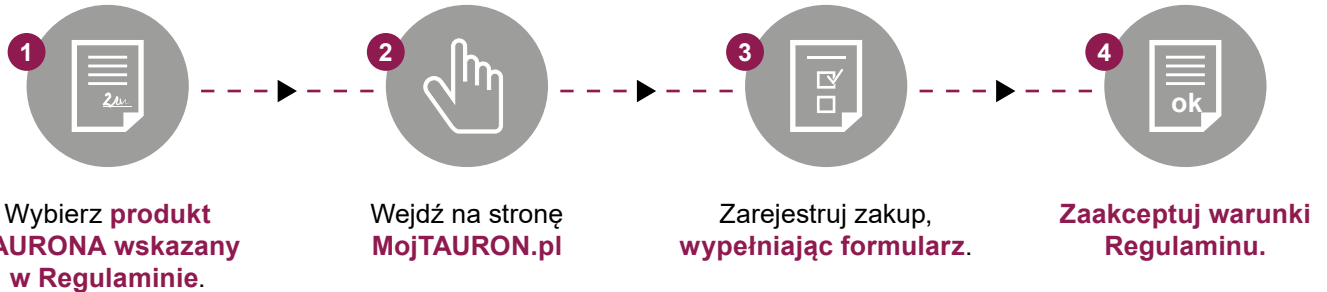 1
2
3
4
ok
Wybierz produkt
AURONA wskazany
w Regulaminie.
Wejdź na stronę
MojTAURON.pl
Zarejestruj zakup,
wypełniając formularz.
Zaakceptuj warunki
Regulaminu.